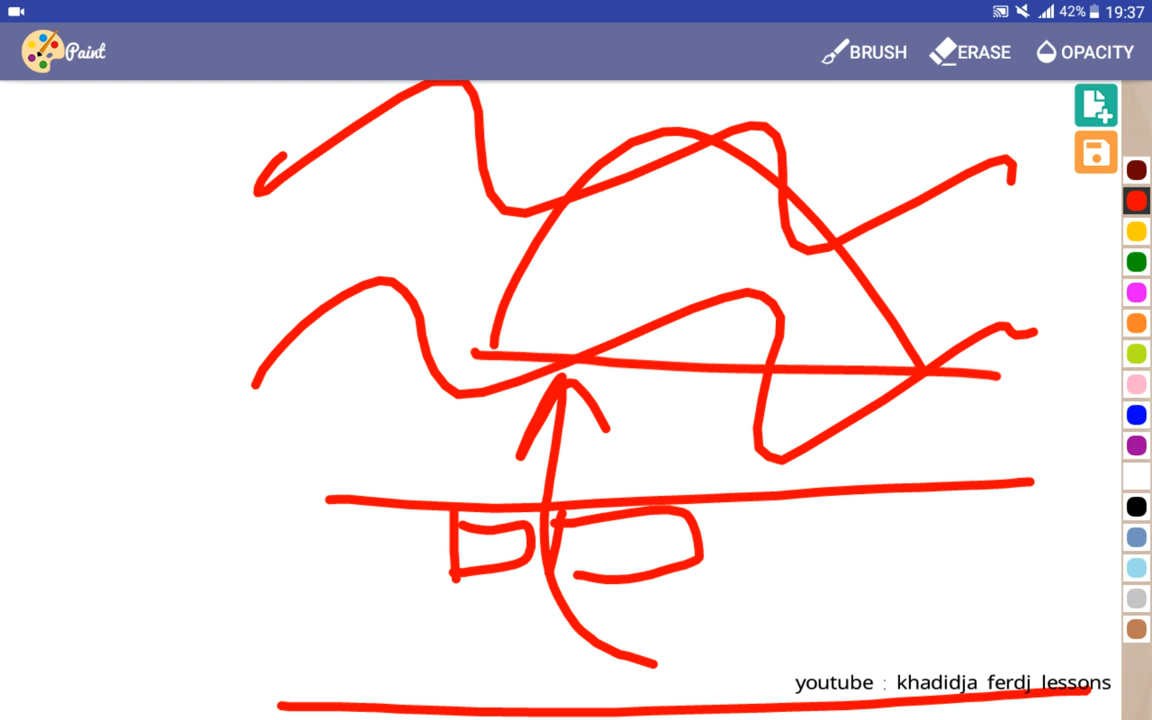 42% 19:37
Paint BRUSH ERASE OPACITY
youtube : khadidja ferdj lessons